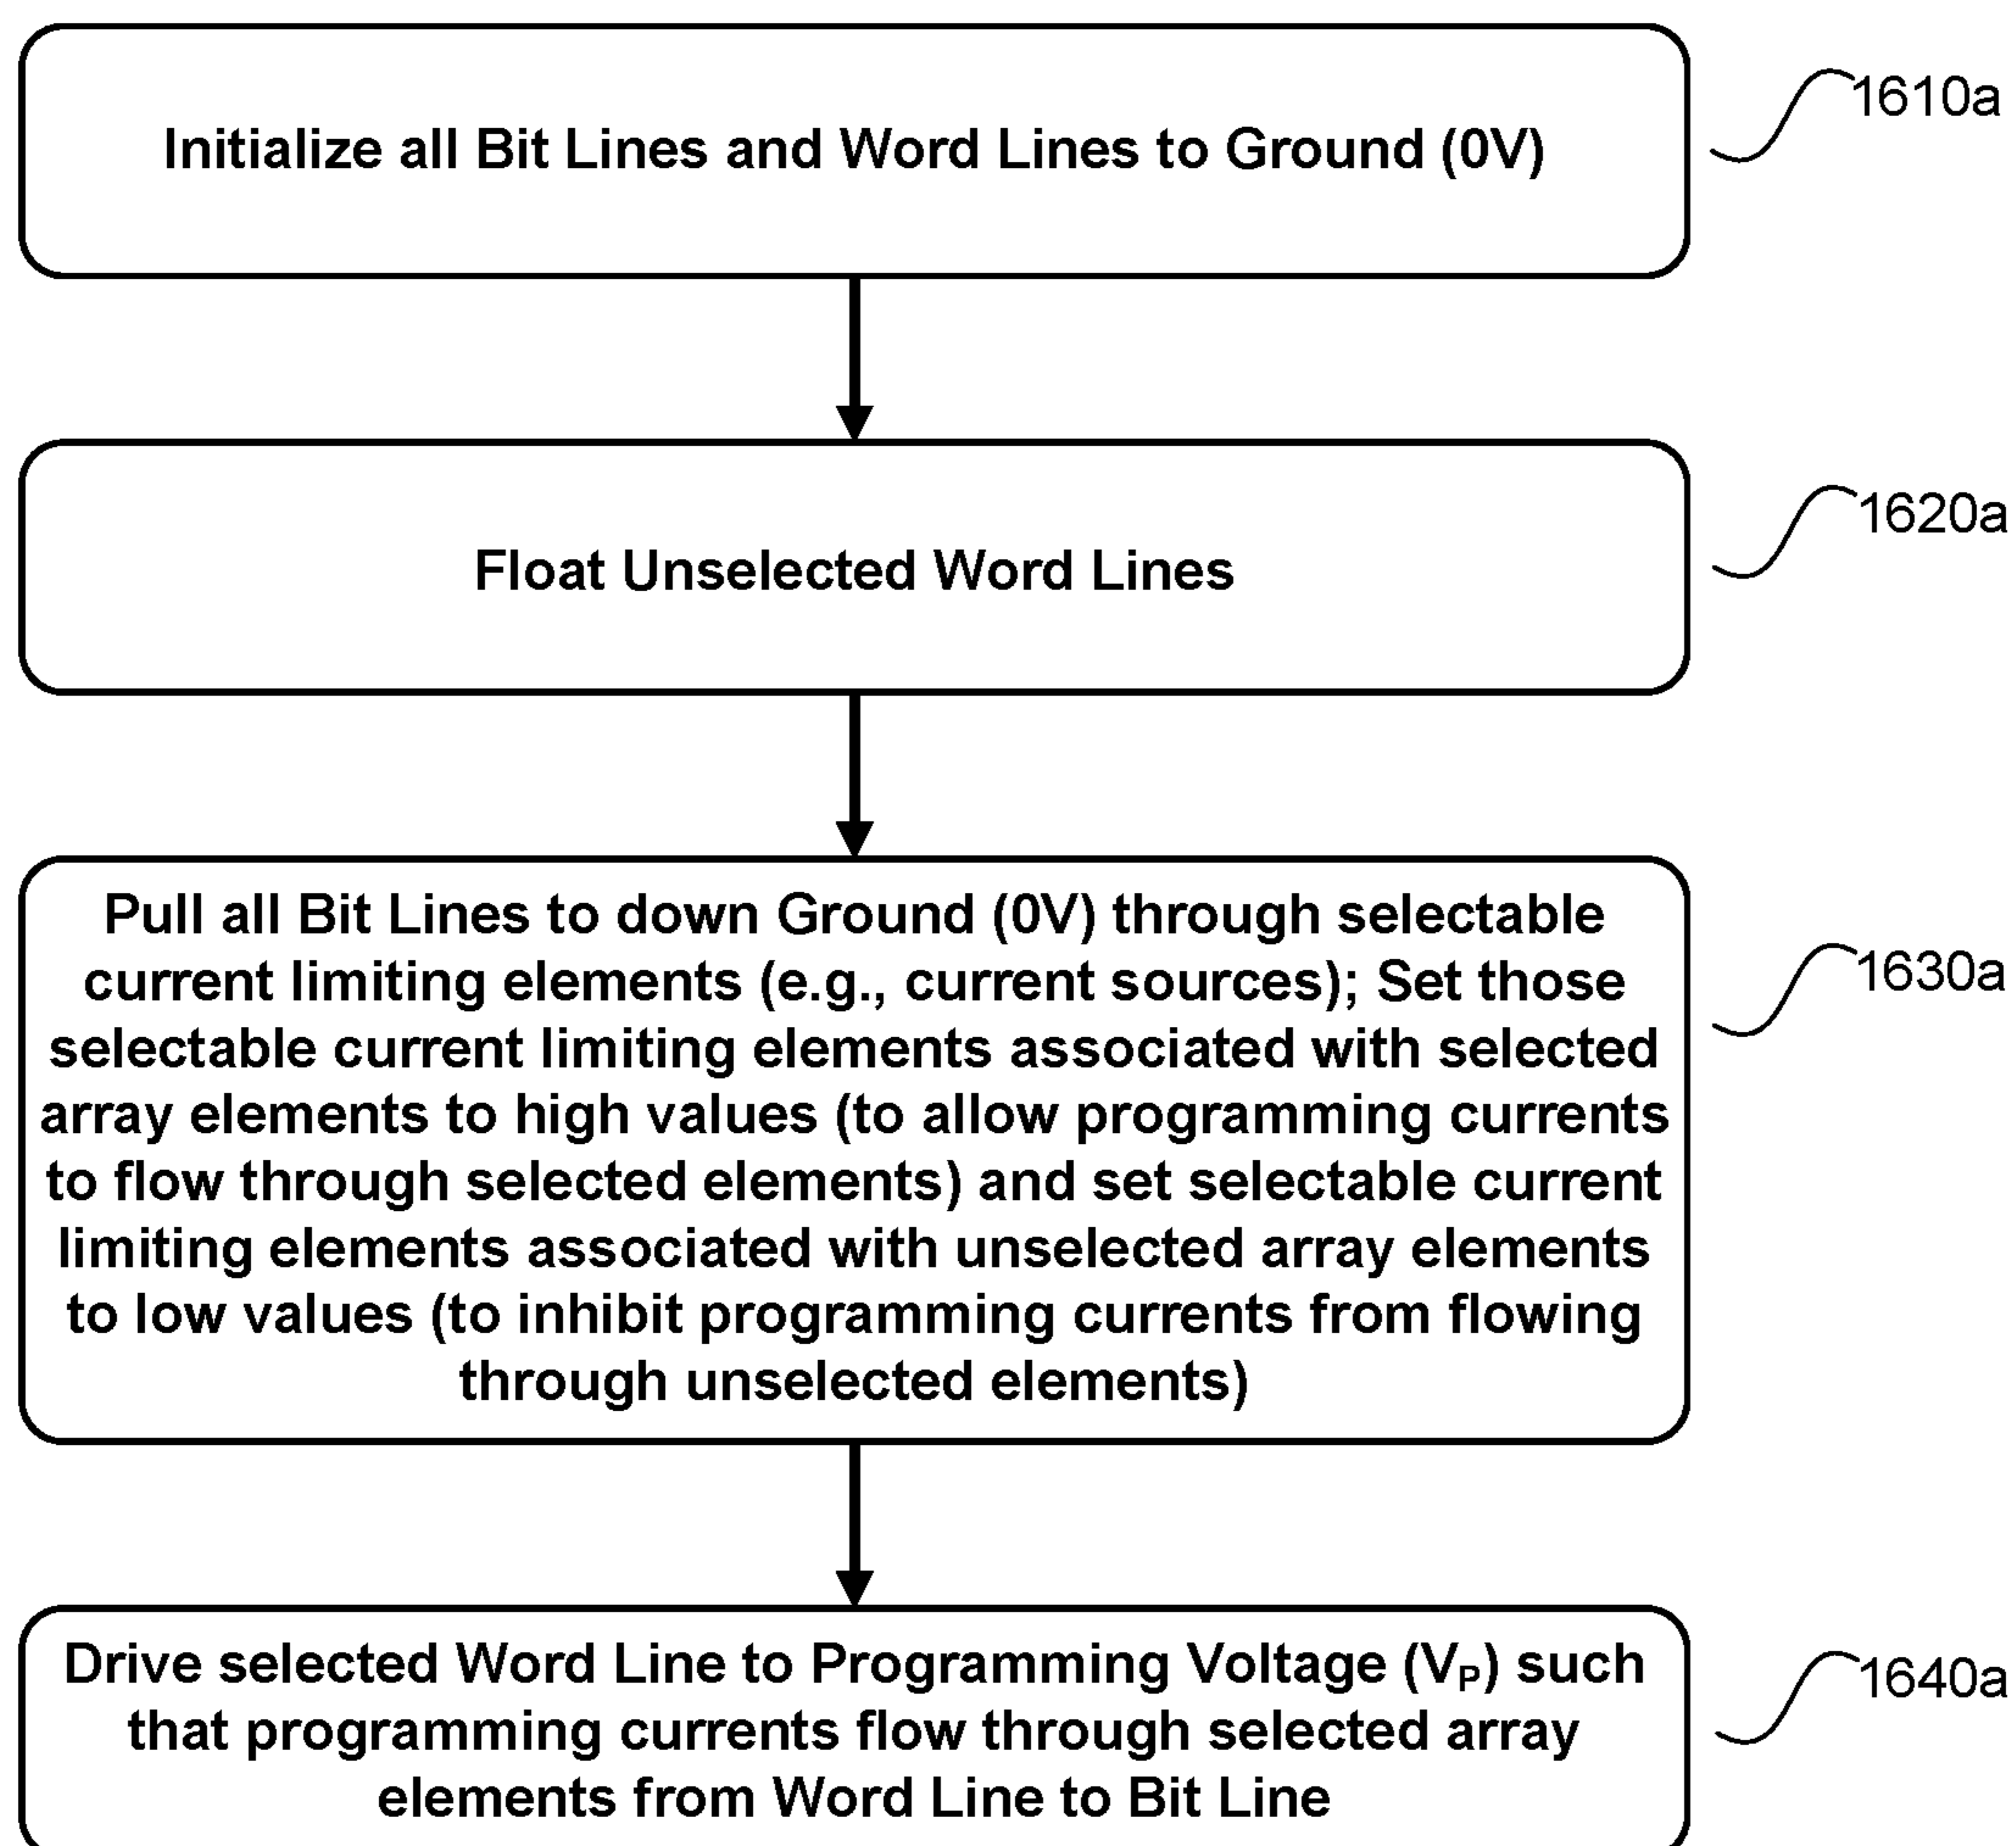 Initialize all Bit Lines and Word Lines to Ground (0V)
1610a
Float Unselected Word Lines
1620a
Pull all Bit Lines to down Ground (0V) through selectable
current limiting elements (e.g., current sources); Set those
selectable current limiting elements associated with selected
array elements to high values (to allow programming currents
to flow through selected elements) and set selectable current
limiting elements associated with unselected array elements
to low values (to inhibit programming currents from flowing
through unselected elements)
1630a
Drive selected Word Line to Programming Voltage (VP) such
that programming currents flow through selected array
elements from Word Line to Bit Line
1640a